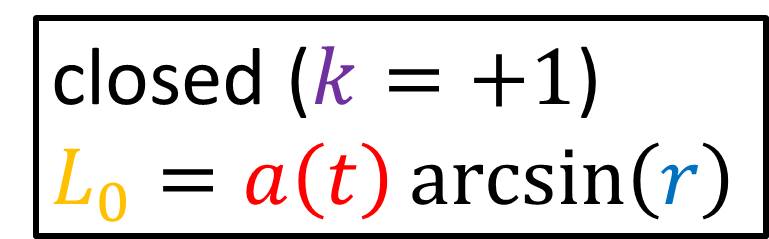 closed (k = +1)
L₀ = a(t) arcsin(r)